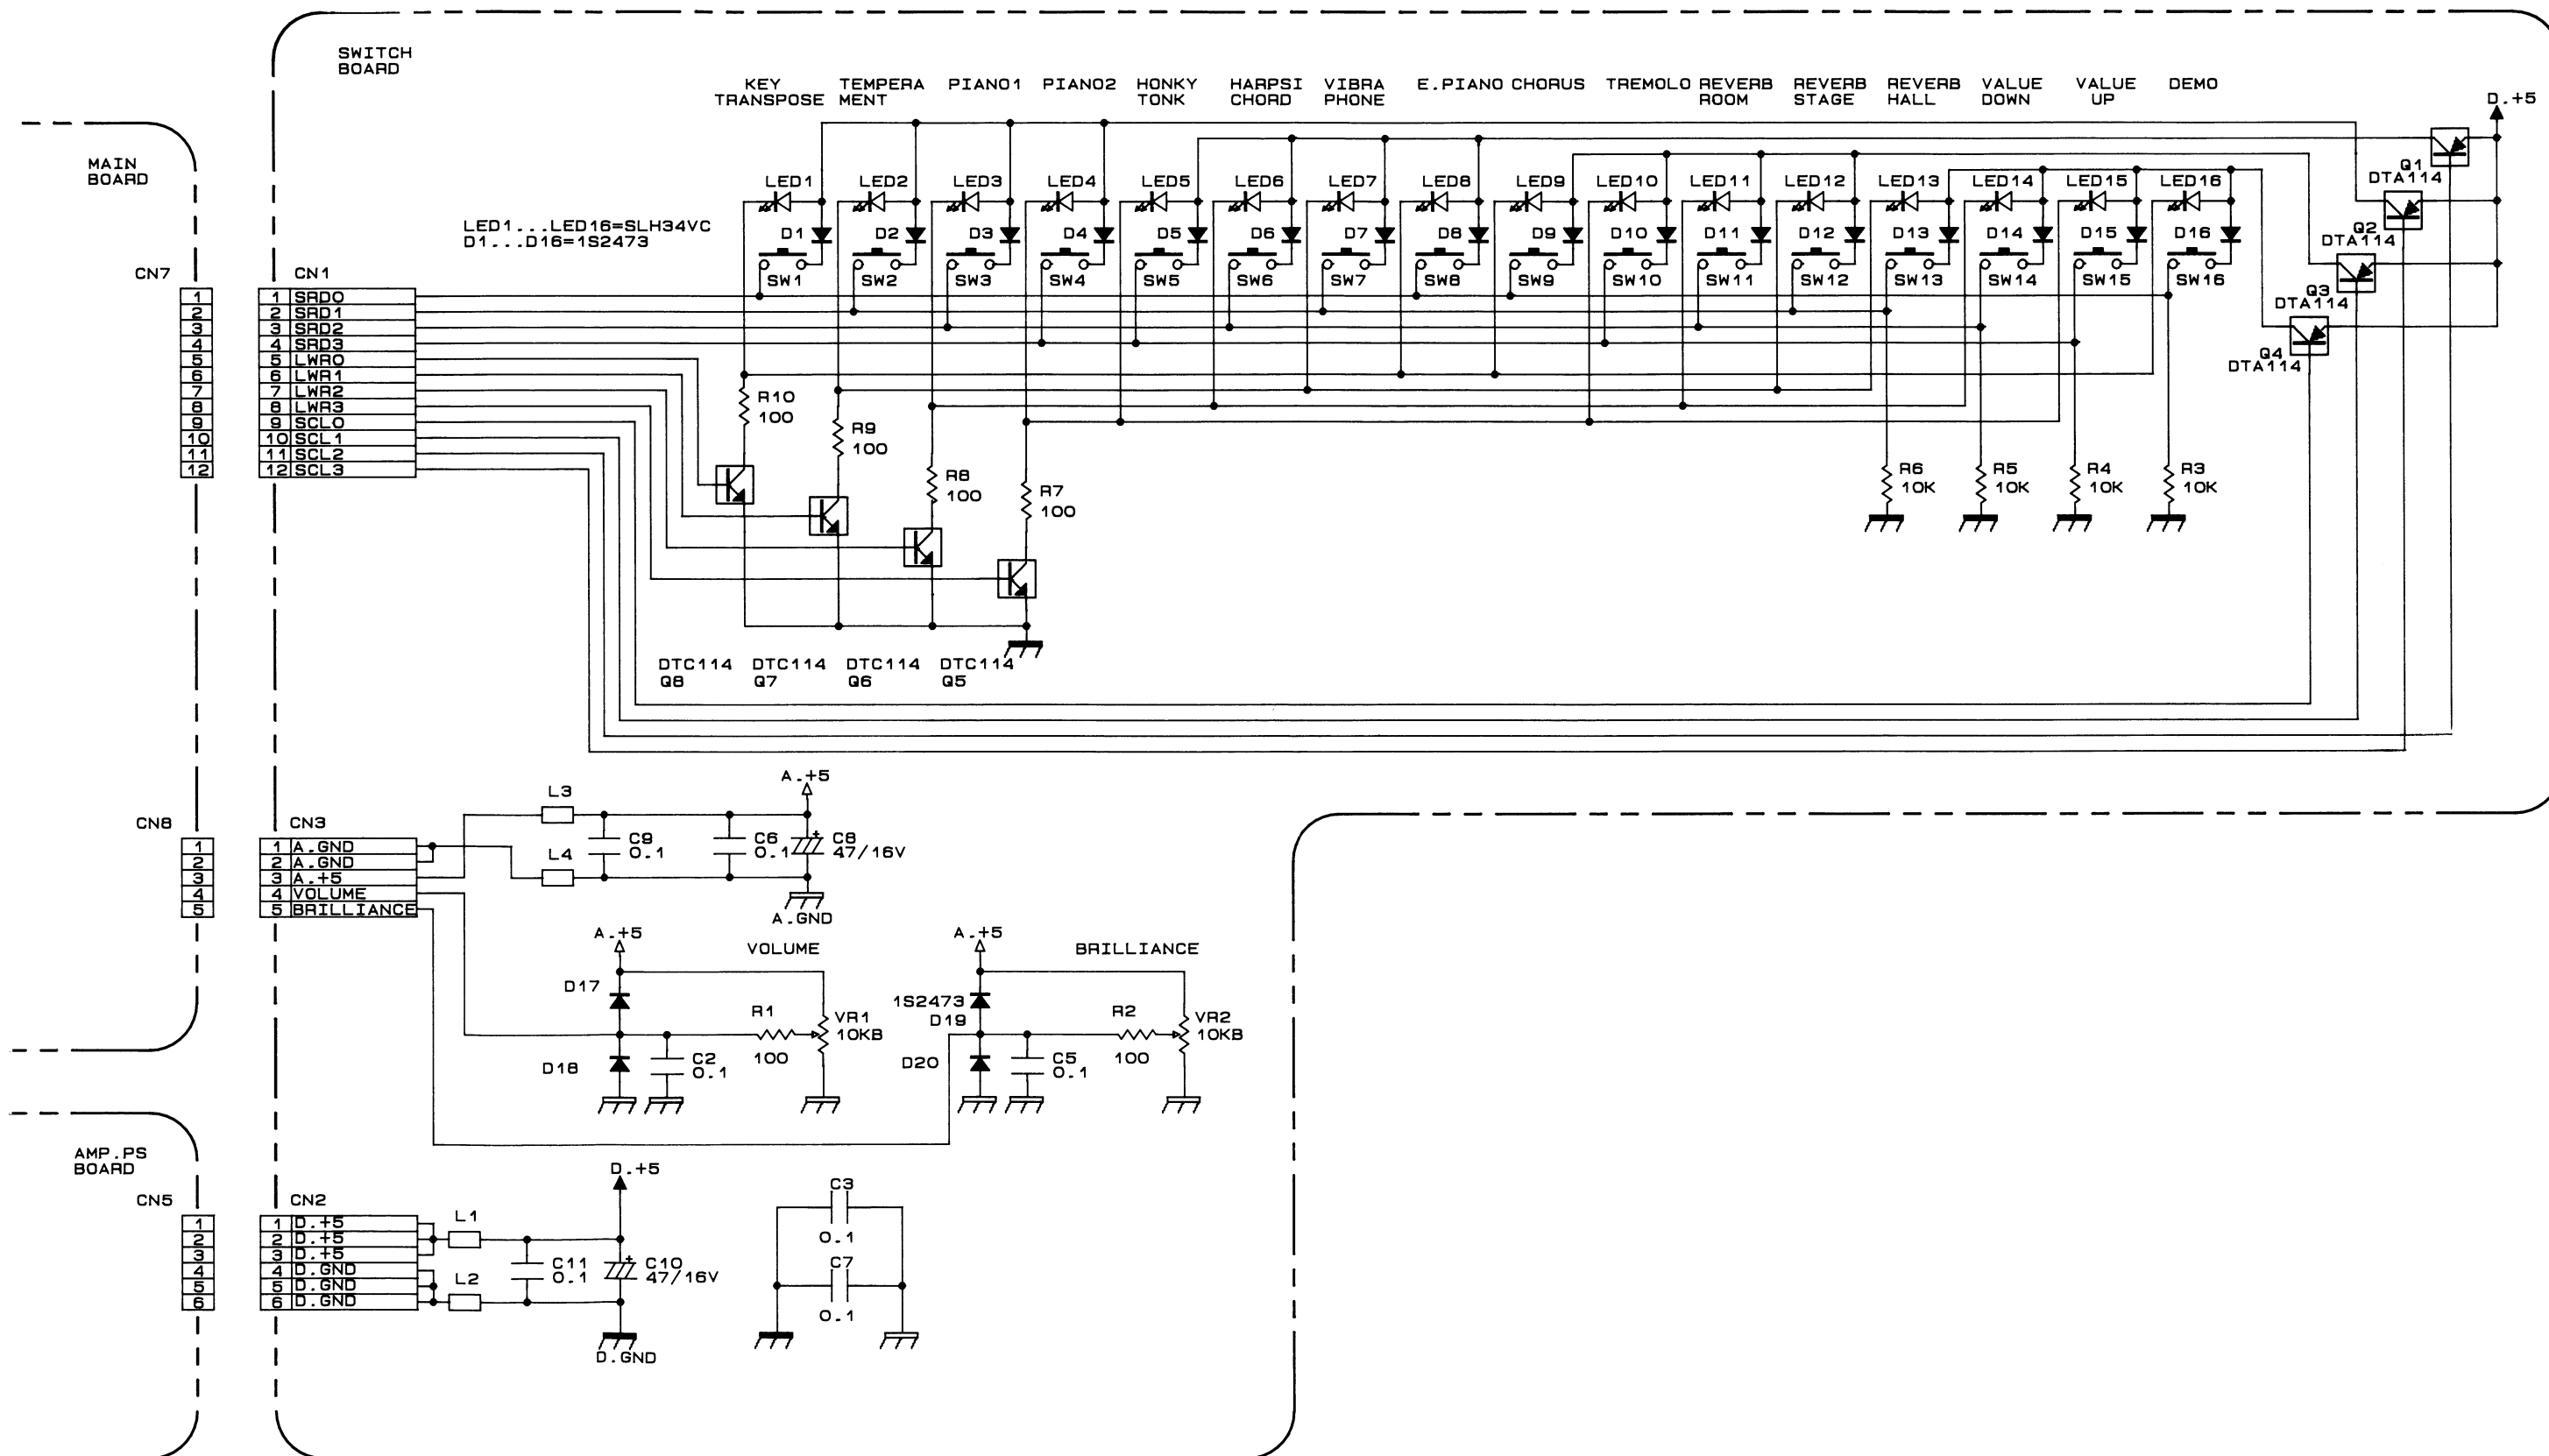 SWITCH
BOARD
KEY
TRANSPOSE
TEMPERA
MENT
PIANO1
PIANO2
HONKY
TONK
HARPSI
CHORD
VIBRA
PHONE
E.PIANO
CHORUS
TREMOLO
REVERB
ROOM
REVERB
STAGE
REVERB
HALL
VALUE
DOWN
VALUE
UP
DEMO
D.+5
MAIN
BOARD
LED1
LED2
LED3
LED4
LED5
LED6
LED7
LED8
LED9
LED10
LED11
LED12
LED13
LED14
LED15
LED16
Q1
DTA114
Q2
DTA114
Q3
DTA114
Q4
DTA114
LED1...LED16=SLH34VC
D1...D16=1S2473
D1
D2
D3
D4
D5
D6
D7
D8
D9
D10
D11
D12
D13
D14
D15
D16
SW1
SW2
SW3
SW4
SW5
SW6
SW7
SW8
SW9
SW10
SW11
SW12
SW13
SW14
SW15
SW16
CN7
1
2
3
4
5
6
7
8
9
10
11
12
CN1
1 SRD0
2 SRD1
3 SRD2
4 SRD3
5 LWR0
6 LWR1
7 LWR2
8 LWR3
9 SCL0
10 SCL1
11 SCL2
12 SCL3
R10
100
R9
100
R8
100
R7
100
R6
10K
R5
10K
R4
10K
R3
10K
DTC114
Q8
DTC114
Q7
DTC114
Q6
DTC114
Q5
CN8
1
2
3
4
5
CN3
1 A.GND
2 A.GND
3 A.+5
4 VOLUME
5 BRILLIANCE
L3
L4
C9
0.1
C6
0.1
A.+5
+
C8
47/16V
A.GND
A.+5
VOLUME
D17
D18
C2
0.1
R1
100
VR1
10KB
A.+5
BRILLIANCE
1S2473
D19
D20
C5
0.1
R2
100
VR2
10KB
AMP.PS
BOARD
CN5
1
2
3
4
5
6
CN2
1 D.+5
2 D.+5
3 D.+5
4 D.GND
5 D.GND
6 D.GND
L1
L2
C11
0.1
D.+5
+
C10
47/16V
D.GND
C3
0.1
C7
0.1